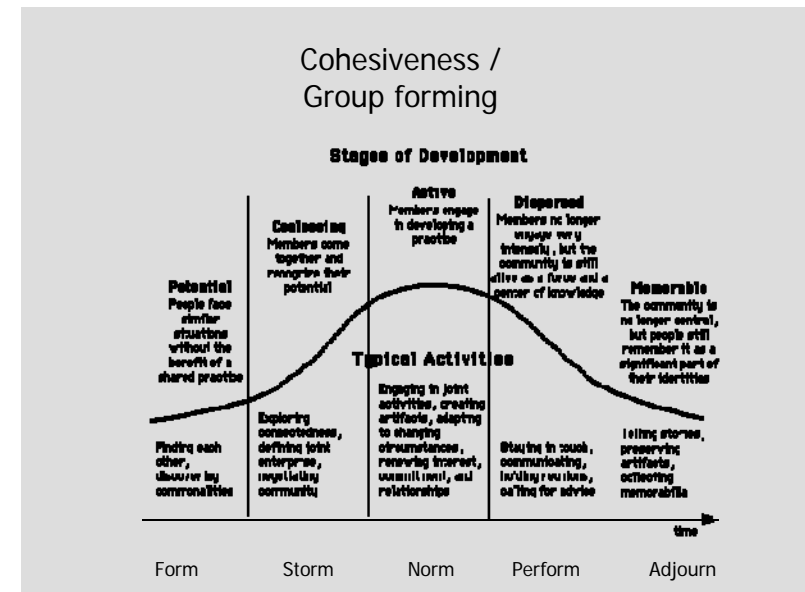 Cohesiveness /
Group forming
Stages of Development
Potential
People face
similar
situations
without the
benefit of a
shared practice
Coalescing
Members come
together and
recognize their
potential
Active
Members engage
in developing a
practice
Dispersed
Members no longer
engage very
intensely, but the
community is still
alive as a force and a
center of knowledge
Memorable
The community is
no longer central,
but people still
remember it as a
significant part of
their identities
Typical Activities
Finding each
other,
discovering
commonalities
Exploring
connectedness,
defining joint
enterprise,
negotiating
community
Engaging in joint
activities, creating
artifacts, adapting
to changing
circumstances,
renewing interest,
commitment, and
relationships
Staying in touch,
communicating,
holding reunions,
calling for advice
Telling stories,
preserving
artifacts,
collecting
memorabilia
time
Form Storm Norm Perform Adjourn